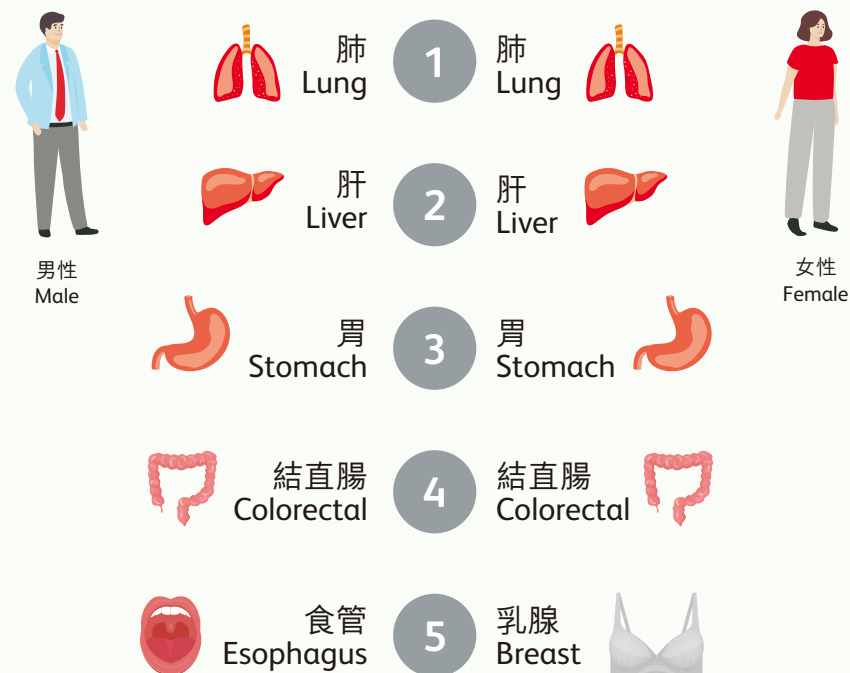 肺
Lung
1
肺
Lung
肝
Liver
2
肝
Liver
男性
Male
女性
Female
胃
Stomach
3
胃
Stomach
結直腸
Colorectal
4
結直腸
Colorectal
食管
Esophagus
5
乳腺
Breast